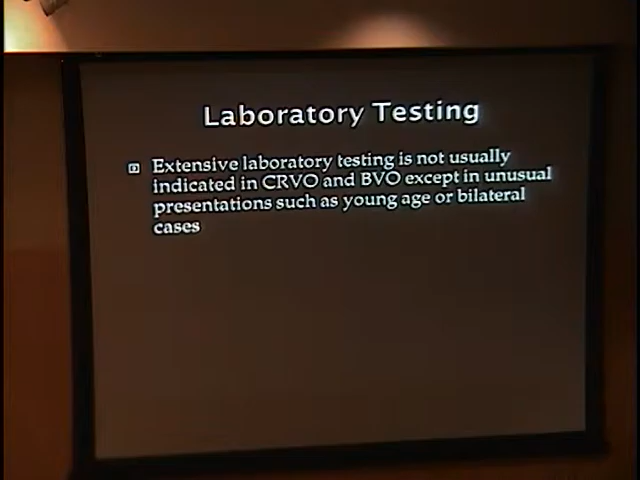 Laboratory Testing
Extensive laboratory testing is not usually
indicated in CRVO and BVO except in unusual
presentations such as young age or bilateral
cases